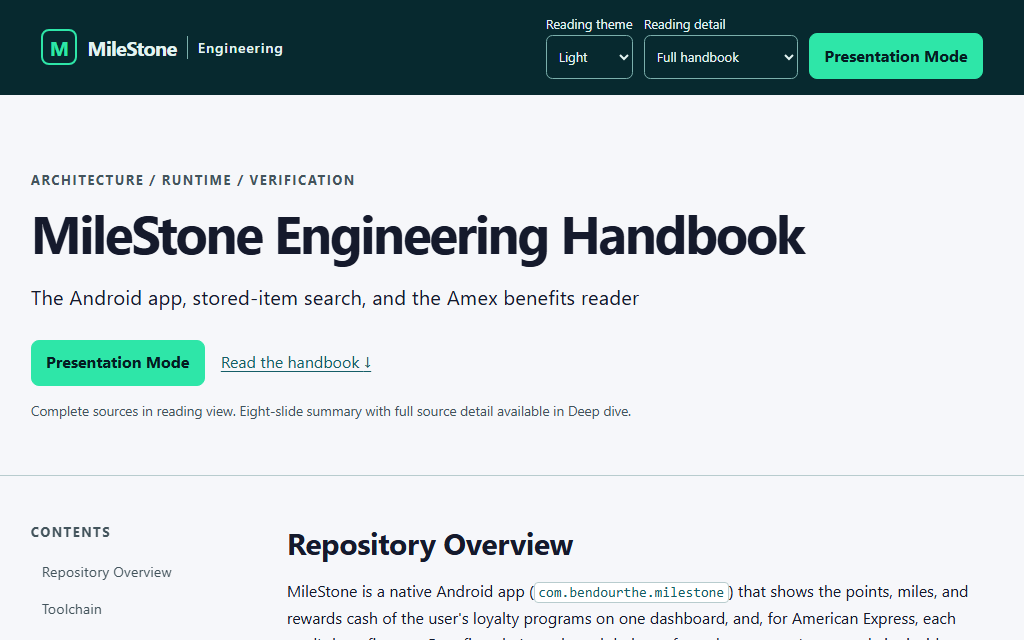 M MileStone Engineering
Reading theme Reading detail
Light Full handbook Presentation Mode
ARCHITECTURE / RUNTIME / VERIFICATION
MileStone Engineering Handbook
The Android app, stored-item search, and the Amex benefits reader
Presentation Mode Read the handbook ↓
Complete sources in reading view. Eight-slide summary with full source detail available in Deep dive.
CONTENTS
Repository Overview
Toolchain
Repository Overview
MileStone is a native Android app (com.bendourthe.milestone) that shows the points, miles, and
rewards cash of the user's loyalty programs on one dashboard, and, for American Express, each